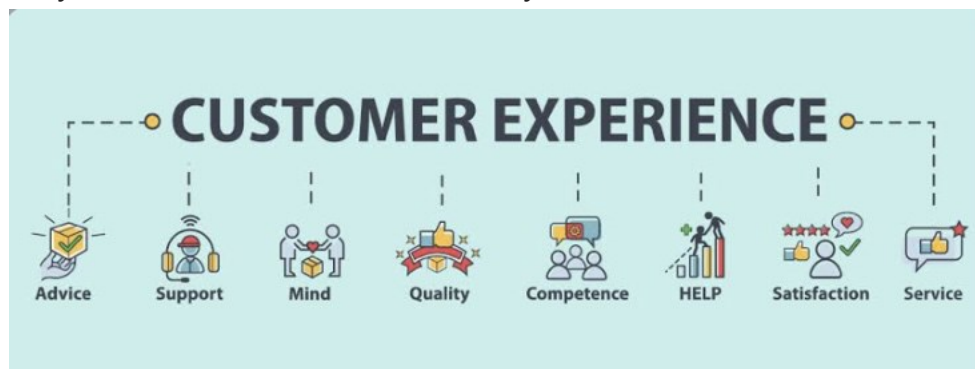 CUSTOMER EXPERIENCE
Advice Support Mind Quality Competence HELP Satisfaction Service